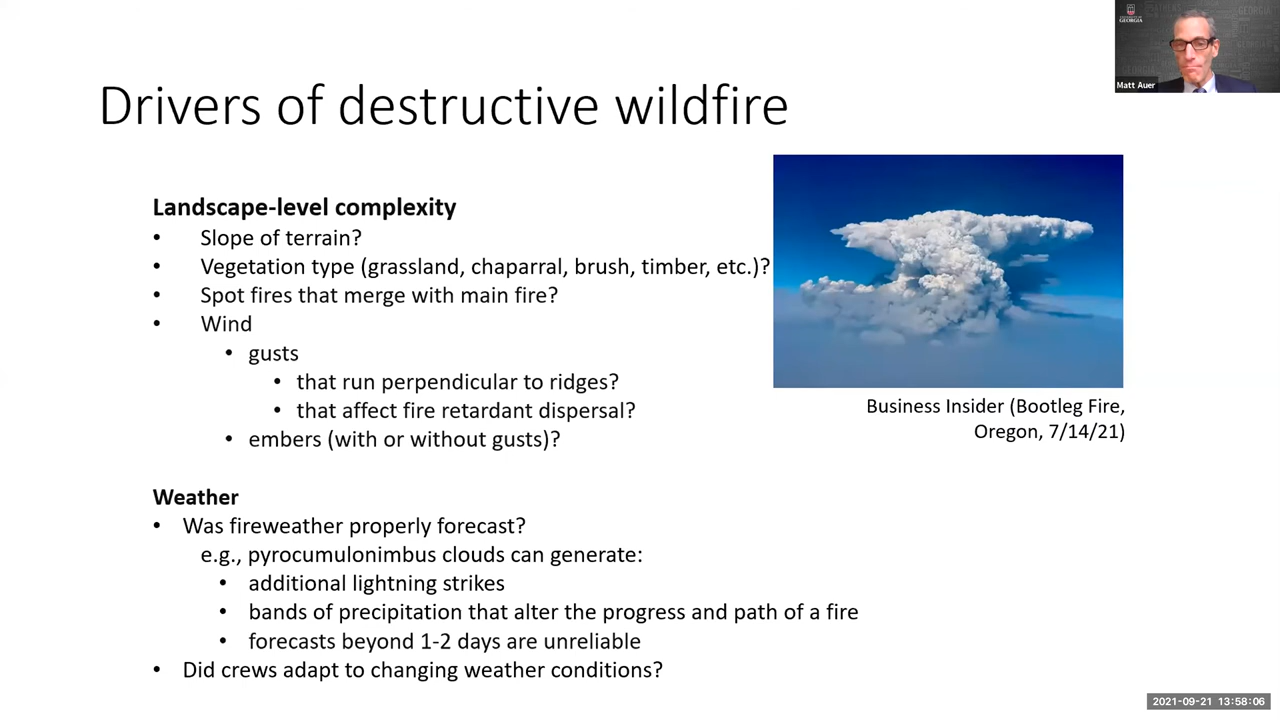 UNIVERSITY OF
GEORGIA
Matt Auer
Drivers of destructive wildfire
Landscape-level complexity
• Slope of terrain?
• Vegetation type (grassland, chaparral, brush, timber, etc.)?
• Spot fires that merge with main fire?
• Wind
• gusts
• that run perpendicular to ridges?
• that affect fire retardant dispersal?
• embers (with or without gusts)?
Business Insider (Bootleg Fire,
Oregon, 7/14/21)
Weather
• Was fireweather properly forecast?
e.g., pyrocumulonimbus clouds can generate:
• additional lightning strikes
• bands of precipitation that alter the progress and path of a fire
• forecasts beyond 1-2 days are unreliable
• Did crews adapt to changing weather conditions?
2021-09-21 13:58:06